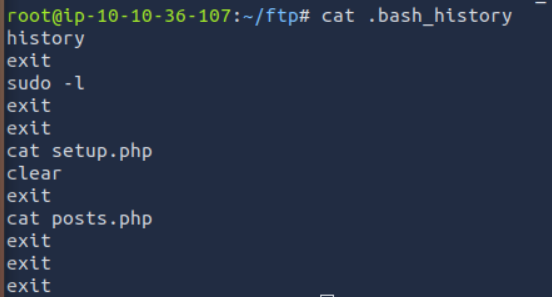 root@ip-10-10-36-107:~/ftp# cat .bash_history
history
exit
sudo -l
exit
exit
cat setup.php
clear
exit
cat posts.php
exit
exit
exit